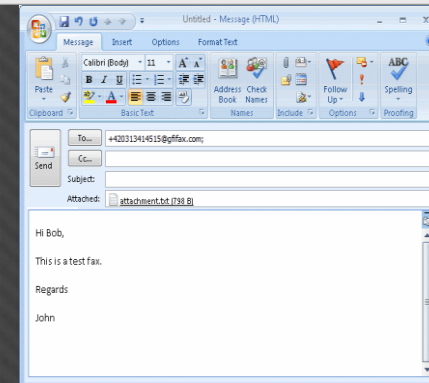 Untitled - Message (HTML)
Message Insert Options Format Text
Calibri (Body) 11 A A
Paste B I U Address Book Check Names Follow Up ABC Spelling
Clipboard Basic Text Names Include Options Proofing
Send To... +420313414515@gfifax.com;
Cc...
Subject:
Attached: attachment.txt (798 B)
Hi Bob,
This is a test fax.
Regards
John